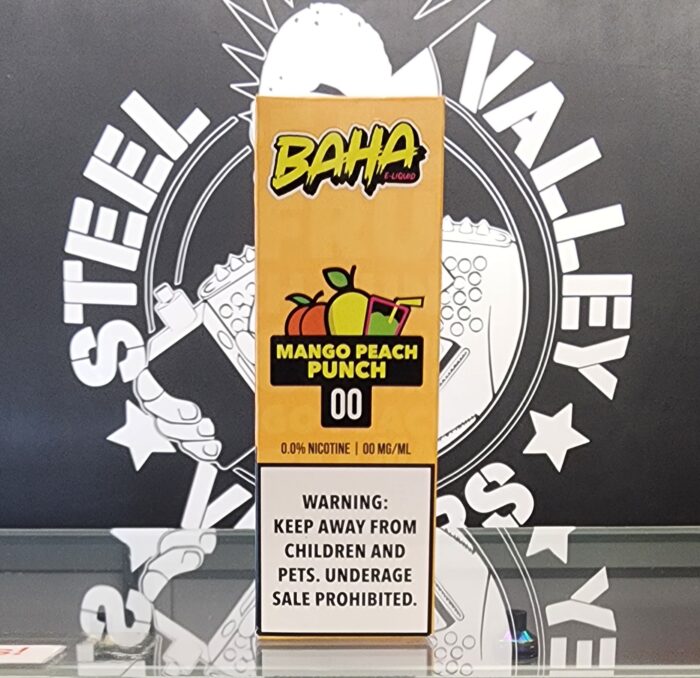 STEEL VALLEY
BAHA
E-LIQUID
MANGO PEACH
PUNCH
00
0.0% NICOTINE | 00 MG/ML
WARNING:
KEEP AWAY FROM
CHILDREN AND
PETS. UNDERAGE
SALE PROHIBITED.